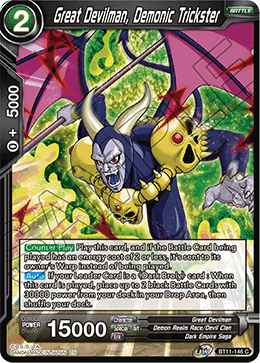 2
Great Devilman, Demonic Trickster
BATTLE
0 + 5000
Counter Play Play this card, and if the Battle Card being
played has an energy cost of 2 or less, it's sent to its
owner's Warp instead of being played.
Auto If your Leader Card is a «Dark Broly» card : When
this card is played, place up to 2 black Battle Cards
with 30000 power from your deck in your Drop Area, then
shuffle your deck.
POWER
15000
Character
Great Devilman
Special Trait
Demon Realm Race/Devil Clan
Era
Dark Empire Saga
BT11-146 C